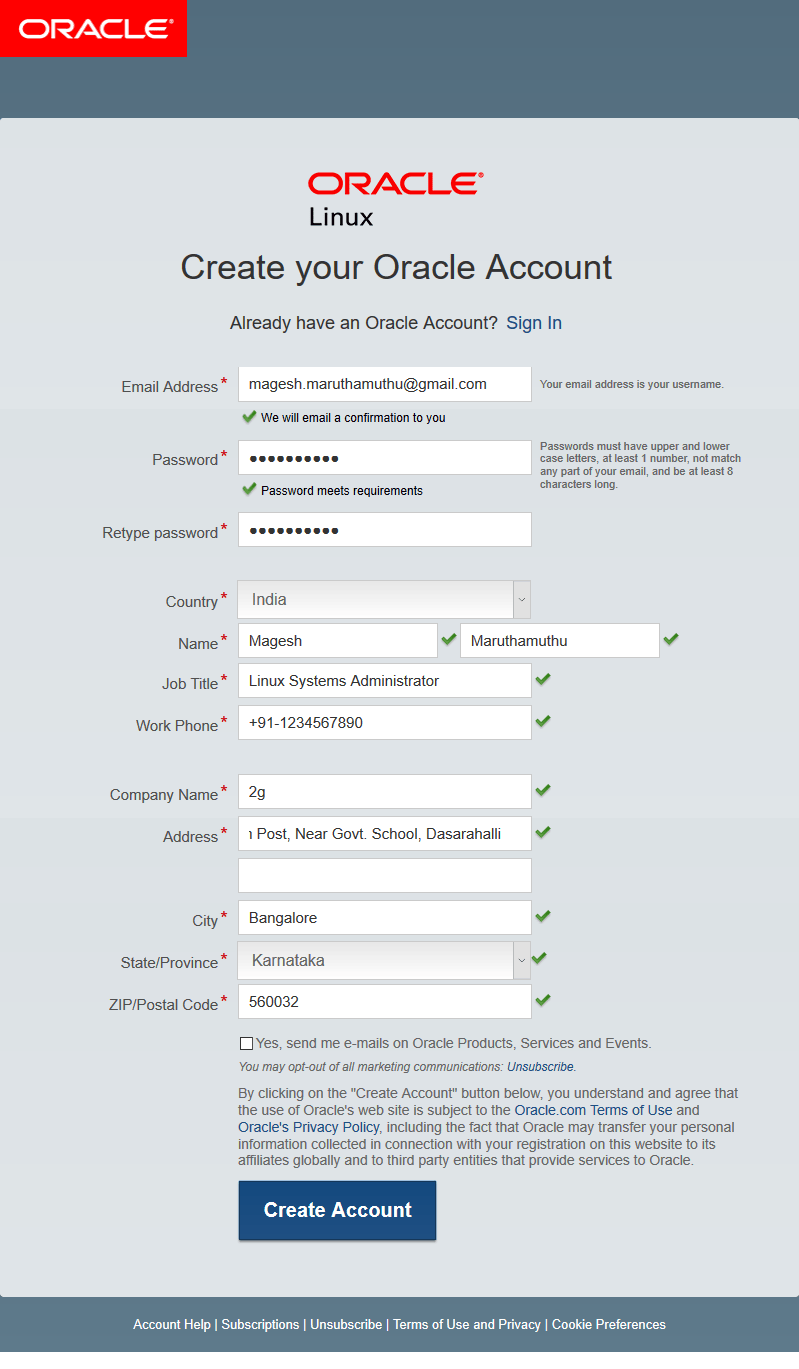 ORACLE®
ORACLE®
Linux
Create your Oracle Account
Already have an Oracle Account? Sign In
Email Address* magesh.maruthamuthu@gmail.com Your email address is your username.
We will email a confirmation to you
Password* ●●●●●●●●●● Passwords must have upper and lower
case letters, at least 1 number, not match
any part of your email, and be at least 8
characters long.
Password meets requirements
Retype password* ●●●●●●●●●●
Country* India
Name* Magesh Maruthamuthu
Job Title* Linux Systems Administrator
Work Phone* +91-1234567890
Company Name* 2g
Address* Post, Near Govt. School, Dasarahalli
City* Bangalore
State/Province* Karnataka
ZIP/Postal Code* 560032
Yes, send me e-mails on Oracle Products, Services and Events.
You may opt-out of all marketing communications: Unsubscribe.
By clicking on the "Create Account" button below, you understand and agree that
the use of Oracle's web site is subject to the Oracle.com Terms of Use and
Oracle's Privacy Policy, including the fact that Oracle may transfer your personal
information collected in connection with your registration on this website to its
affiliates globally and to third party entities that provide services to Oracle.
Create Account
Account Help | Subscriptions | Unsubscribe | Terms of Use and Privacy | Cookie Preferences